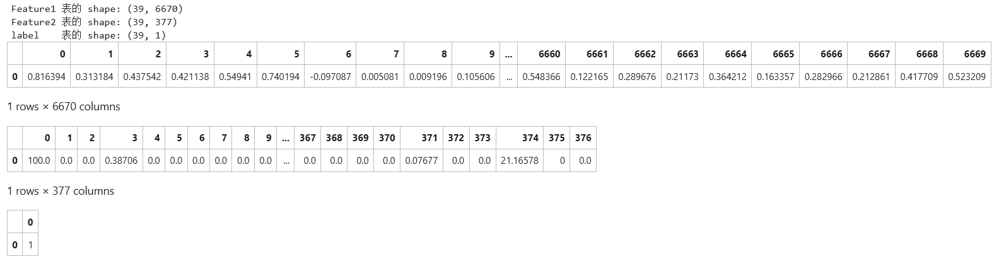 Feature1 表的 shape: (39, 6670)
Feature2 表的 shape: (39, 377)
label    表的 shape: (39, 1)
0 1 2 3 4 5 6 7 8 9 ... 6660 6661 6662 6663 6664 6665 6666 6667 6668 6669
0 0.816394 0.313184 0.437542 0.421138 0.54941 0.740194 -0.097087 0.005081 0.009196 0.105606 ... 0.548366 0.122165 0.289676 0.21173 0.364212 0.163357 0.282966 0.212861 0.417709 0.523209
1 rows × 6670 columns
0 1 2 3 4 5 6 7 8 9 ... 367 368 369 370 371 372 373 374 375 376
0 100.0 0.0 0.0 0.38706 0.0 0.0 0.0 0.0 0.0 0.0 ... 0.0 0.0 0.0 0.0 0.07677 0.0 0.0 21.16578 0 0.0
1 rows × 377 columns
0
0 1